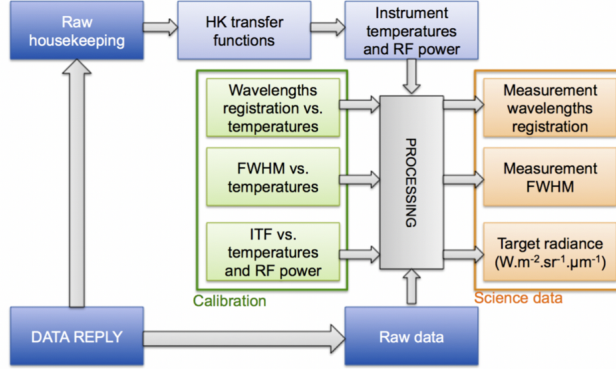 Raw
housekeeping
HK transfer
functions
Instrument
temperatures
and RF power
Wavelengths
registration vs.
temperatures
FWHM vs.
temperatures
ITF vs.
temperatures
and RF power
Calibration
PROCESSING
Measurement
wavelengths
registration
Measurement
FWHM
Target radiance
(W.m⁻².sr⁻¹.µm⁻¹)
Science data
DATA REPLY
Raw data